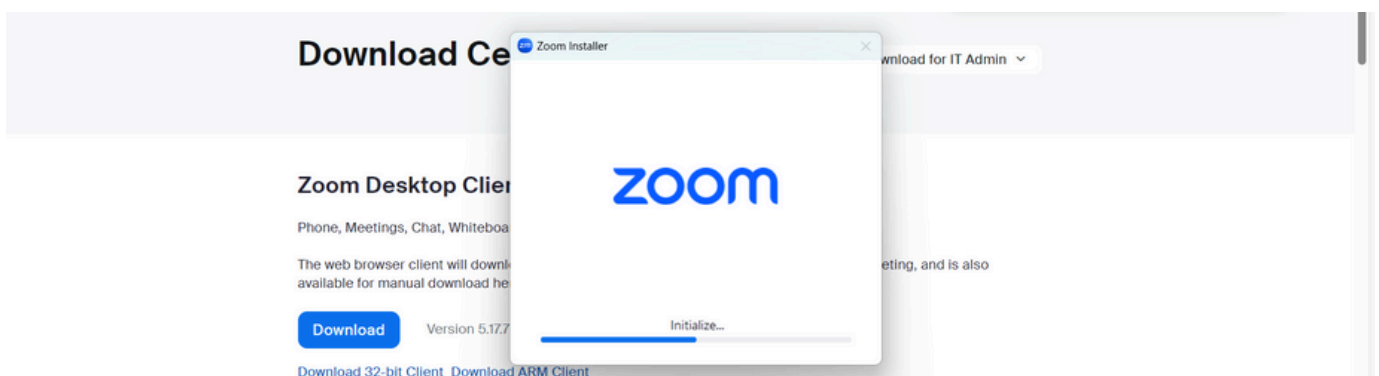 Download Ce
Zoom Installer
wnload for IT Admin
zoom
Zoom Desktop Clier
Phone, Meetings, Chat, Whiteboa
The web browser client will downl
eting, and is also
available for manual download he
Initialize...
Download
Version 5.17.7
Download 32-bit Client Download ARM Client